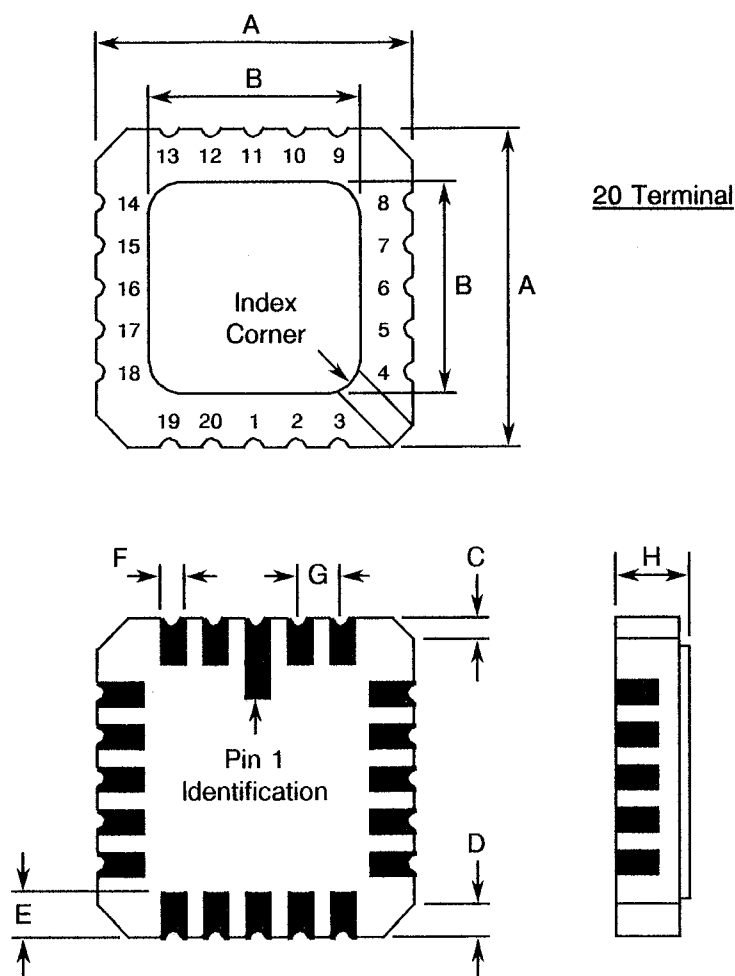 A
B
13 12 11 10 9
14
15
16
17
18
8
7
6
5
4
19 20 1 2 3
Index
Corner
B
A
20 Terminal
F
G
C
H
Pin 1
Identification
D
E